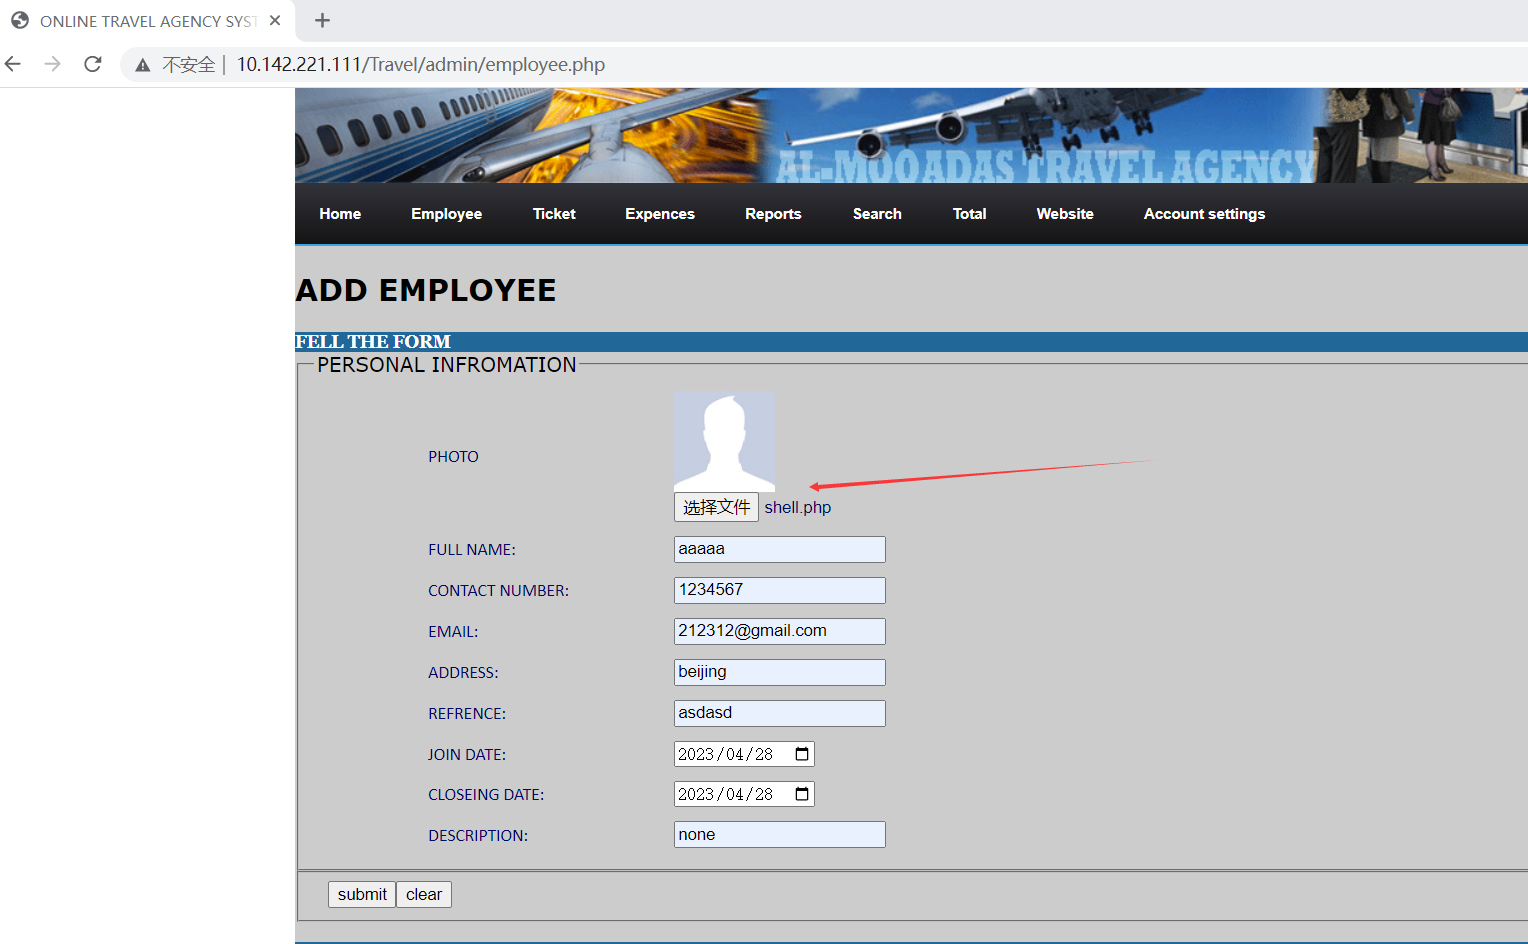 ONLINE TRAVEL AGENCY SYST
不安全 | 10.142.221.111/Travel/admin/employee.php
AL-MOOADAS TRAVEL AGENCY
Home Employee Ticket Expences Reports Search Total Website Account settings
ADD EMPLOYEE
FELL THE FORM
PERSONAL INFROMATION
PHOTO
选择文件 shell.php
FULL NAME: aaaaa
CONTACT NUMBER: 1234567
EMAIL: 212312@gmail.com
ADDRESS: beijing
REFRENCE: asdasd
JOIN DATE: 2023/04/28
CLOSEING DATE: 2023/04/28
DESCRIPTION: none
submit clear